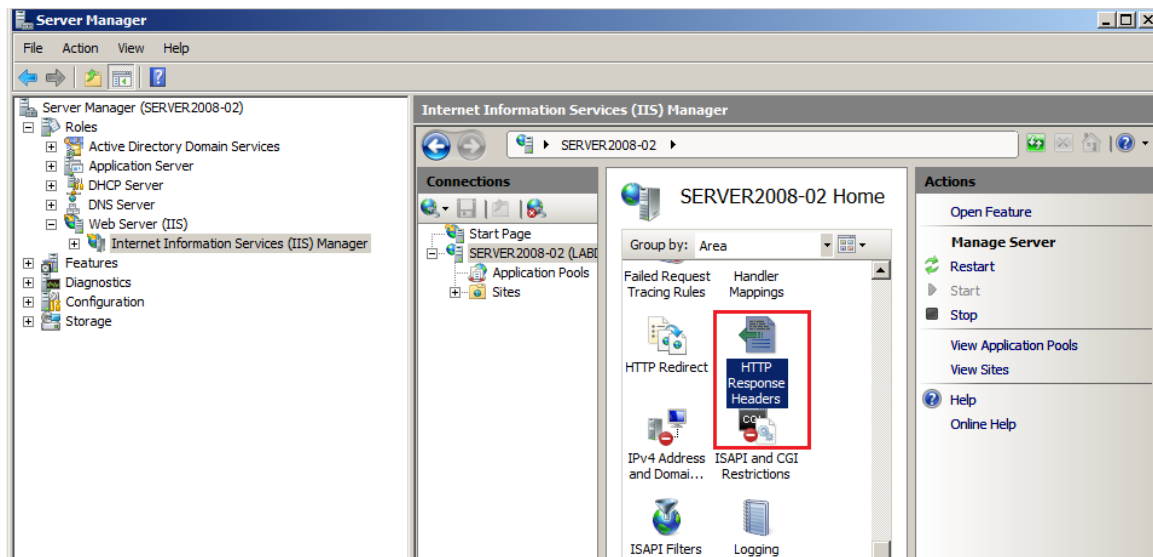 Server Manager
File Action View Help
Server Manager (SERVER2008-02)
Roles
Active Directory Domain Services
Application Server
DHCP Server
DNS Server
Web Server (IIS)
Internet Information Services (IIS) Manager
Features
Diagnostics
Configuration
Storage
Internet Information Services (IIS) Manager
SERVER2008-02
Connections
Start Page
SERVER2008-02 (LABD
Application Pools
Sites
SERVER2008-02 Home
Group by: Area
Failed Request
Tracing Rules
Handler
Mappings
HTTP Redirect
HTTP
Response
Headers
IPv4 Address
and Domai...
CGI
ISAPI and CGI
Restrictions
ISAPI Filters
Logging
Actions
Open Feature
Manage Server
Restart
Start
Stop
View Application Pools
View Sites
Help
Online Help